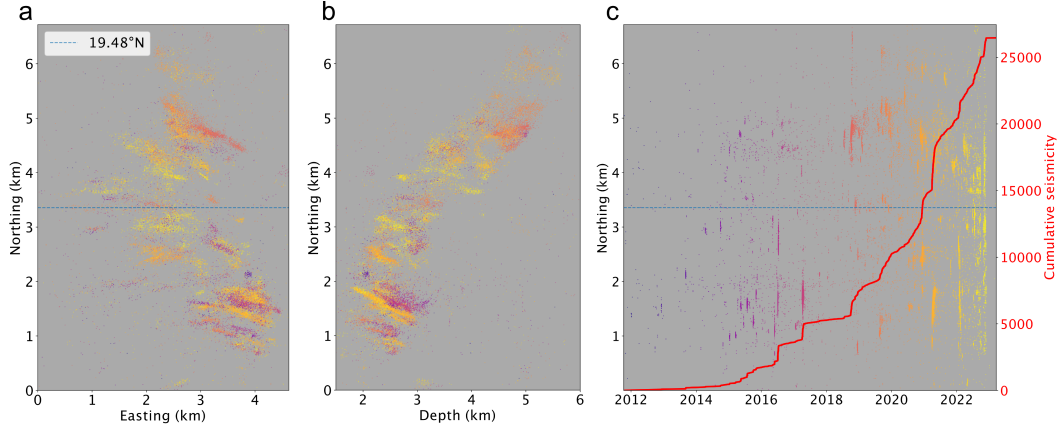 a
b
c
19.48°N
6
5
4
3
2
1
0
Northing (km)
0 1 2 3 4
Easting (km)
6
5
4
3
2
1
0
Northing (km)
2 3 4 5 6
Depth (km)
6
5
4
3
2
1
0
Northing (km)
2012 2014 2016 2018 2020 2022
25000
20000
15000
10000
5000
0
Cumulative seismicity